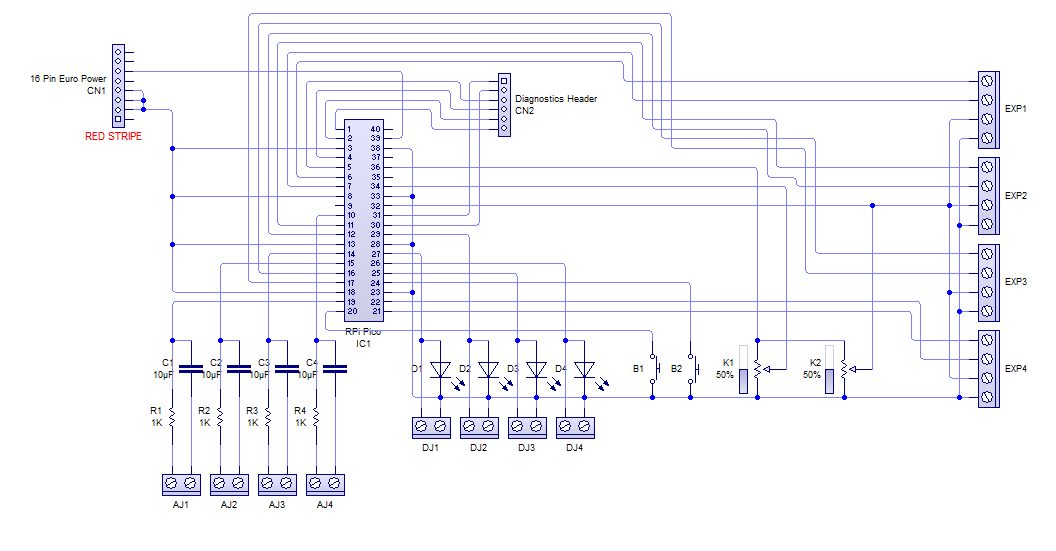 16 Pin Euro Power
CN1
RED STRIPE
Diagnostics Header
CN2
1 40
2 39
3 38
4 37
5 36
6 35
7 34
8 33
9 32
10 31
11 30
12 29
13 28
14 27
15 26
16 25
17 24
18 23
19 22
20 21
RPi Pico
IC1
EXP1
EXP2
EXP3
EXP4
C1
10µF
C2
10µF
C3
10µF
C4
10µF
R1
1K
R2
1K
R3
1K
R4
1K
D1
D2
D3
D4
B1
B2
K1
50%
K2
50%
DJ1
DJ2
DJ3
DJ4
AJ1
AJ2
AJ3
AJ4